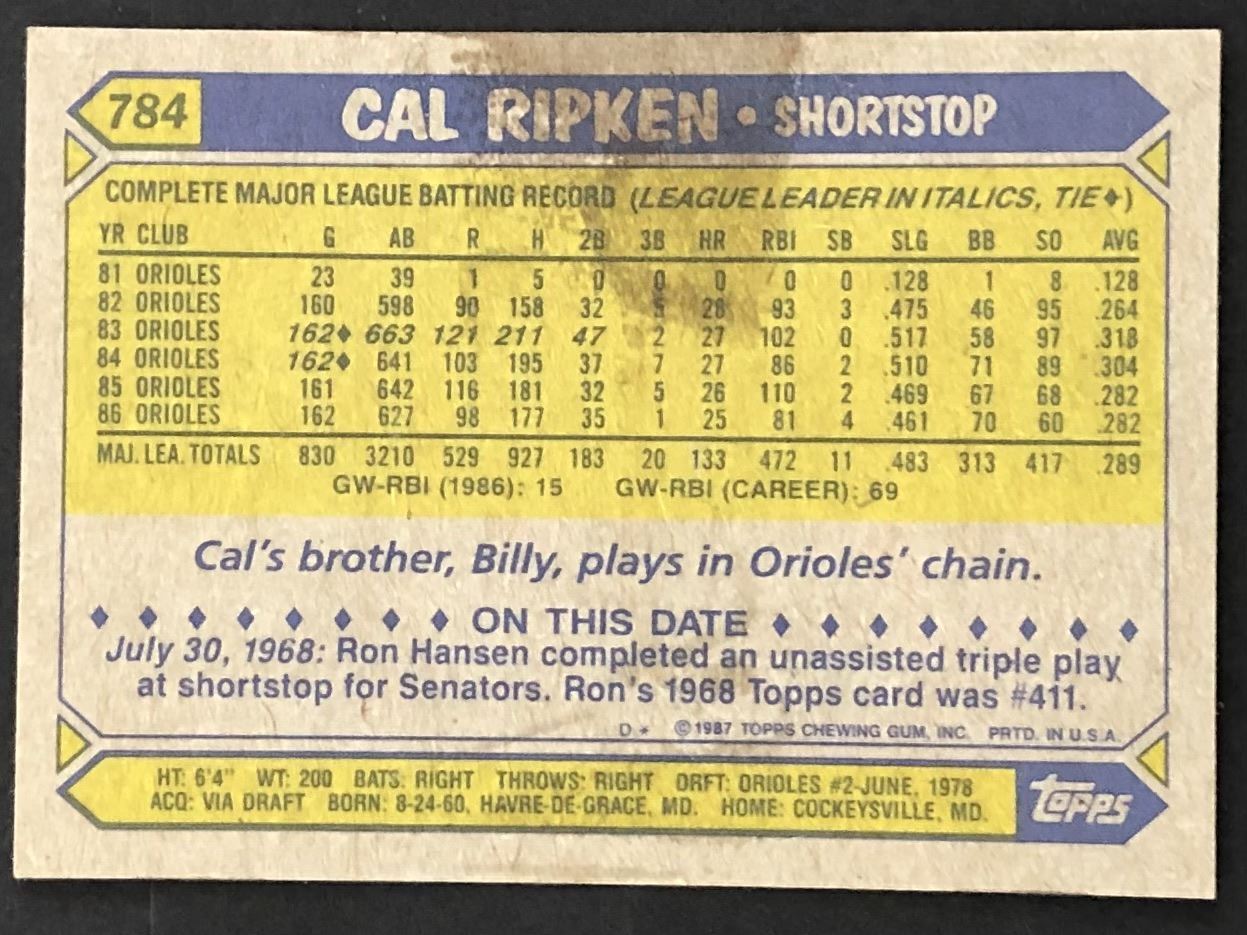 784 CAL RIPKEN • SHORTSTOP
COMPLETE MAJOR LEAGUE BATTING RECORD (LEAGUE LEADER IN ITALICS, TIE♦)
YR CLUB G AB R H 2B 3B HR RBI SB SLG BB SO AVG
81 ORIOLES 23 39 1 5 0 0 0 0 0 .128 1 8 .128
82 ORIOLES 160 598 90 158 32 5 28 93 3 .475 46 95 .264
83 ORIOLES 162♦ 663 121 211 47 2 27 102 0 .517 58 97 .318
84 ORIOLES 162♦ 641 103 195 37 7 27 86 2 .510 71 89 .304
85 ORIOLES 161 642 116 181 32 5 26 110 2 .469 67 68 .282
86 ORIOLES 162 627 98 177 35 1 25 81 4 .461 70 60 .282
MAJ. LEA. TOTALS 830 3210 529 927 183 20 133 472 11 .483 313 417 .289
GW-RBI (1986): 15 GW-RBI (CAREER): 69
Cal's brother, Billy, plays in Orioles' chain.
♦ ♦ ♦ ♦ ♦ ♦ ♦ ♦ ON THIS DATE ♦ ♦ ♦ ♦ ♦ ♦ ♦ ♦
July 30, 1968: Ron Hansen completed an unassisted triple play
at shortstop for Senators. Ron's 1968 Topps card was #411.
D* ©1987 TOPPS CHEWING GUM, INC. PRTD. IN U.S.A.
HT: 6'4" WT: 200 BATS: RIGHT THROWS: RIGHT DRFT: ORIOLES #2-JUNE, 1978
ACQ: VIA DRAFT BORN: 8-24-60, HAVRE-DE-GRACE, MD. HOME: COCKEYSVILLE, MD.
TOPPS